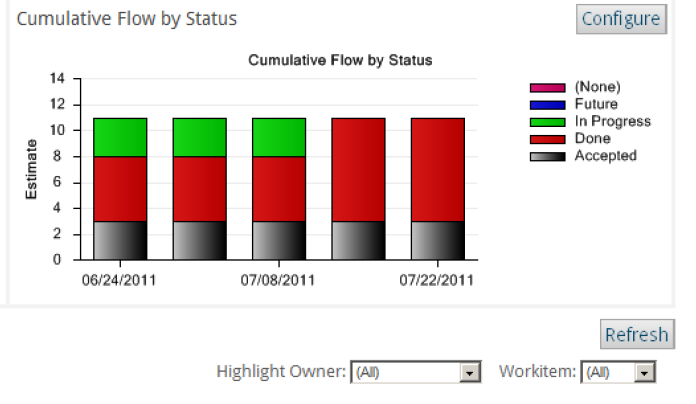 Cumulative Flow by Status
Configure
Cumulative Flow by Status
14
12
10
8
6
4
2
0
Estimate
06/24/2011 07/08/2011 07/22/2011
(None)
Future
In Progress
Done
Accepted
Refresh
Highlight Owner: (All) Workitem: (All)